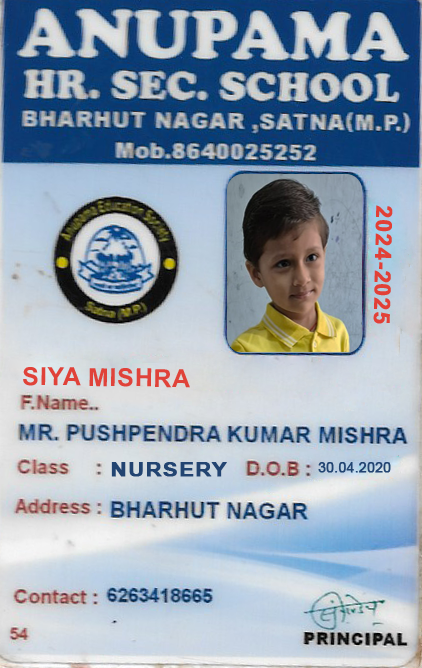 ANUPAMA
HR. SEC. SCHOOL
BHARHUT NAGAR ,SATNA(M.P.)
Mob.8640025252
Anupama Education Society
Satna (M.P.)
2024-2025
SIYA MISHRA
F.Name..
MR. PUSHPENDRA KUMAR MISHRA
Class : NURSERY D.O.B : 30.04.2020
Address : BHARHUT NAGAR
Contact : 6263418665
54
PRINCIPAL